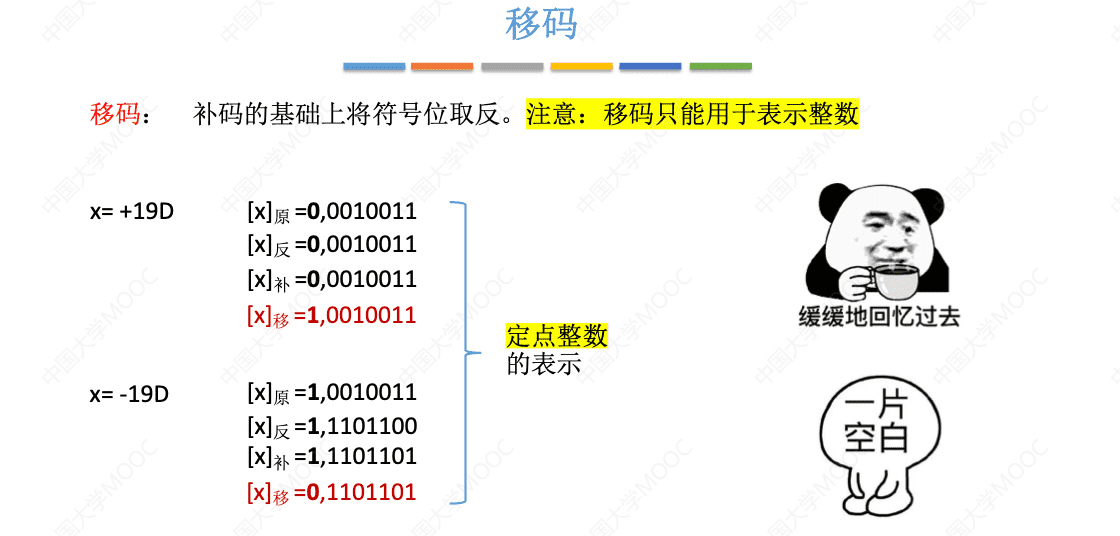 移码
移码： 补码的基础上将符号位取反。注意：移码只能用于表示整数
x= +19D [x]原 =0,0010011
[x]反 =0,0010011
[x]补 =0,0010011
[x]移 =1,0010011
定点整数
的表示
x= -19D [x]原 =1,0010011
[x]反 =1,1101100
[x]补 =1,1101101
[x]移 =0,1101101
缓缓地回忆过去
一片
空白
中国大学MOOC